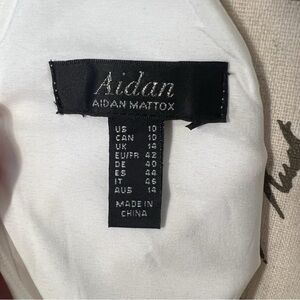 Aidan
AIDAN MATTOX
US 10
CAN 10
UK 14
EU/FR 42
DE 40
ES 44
IT 46
AUS 14
MADE IN
CHINA